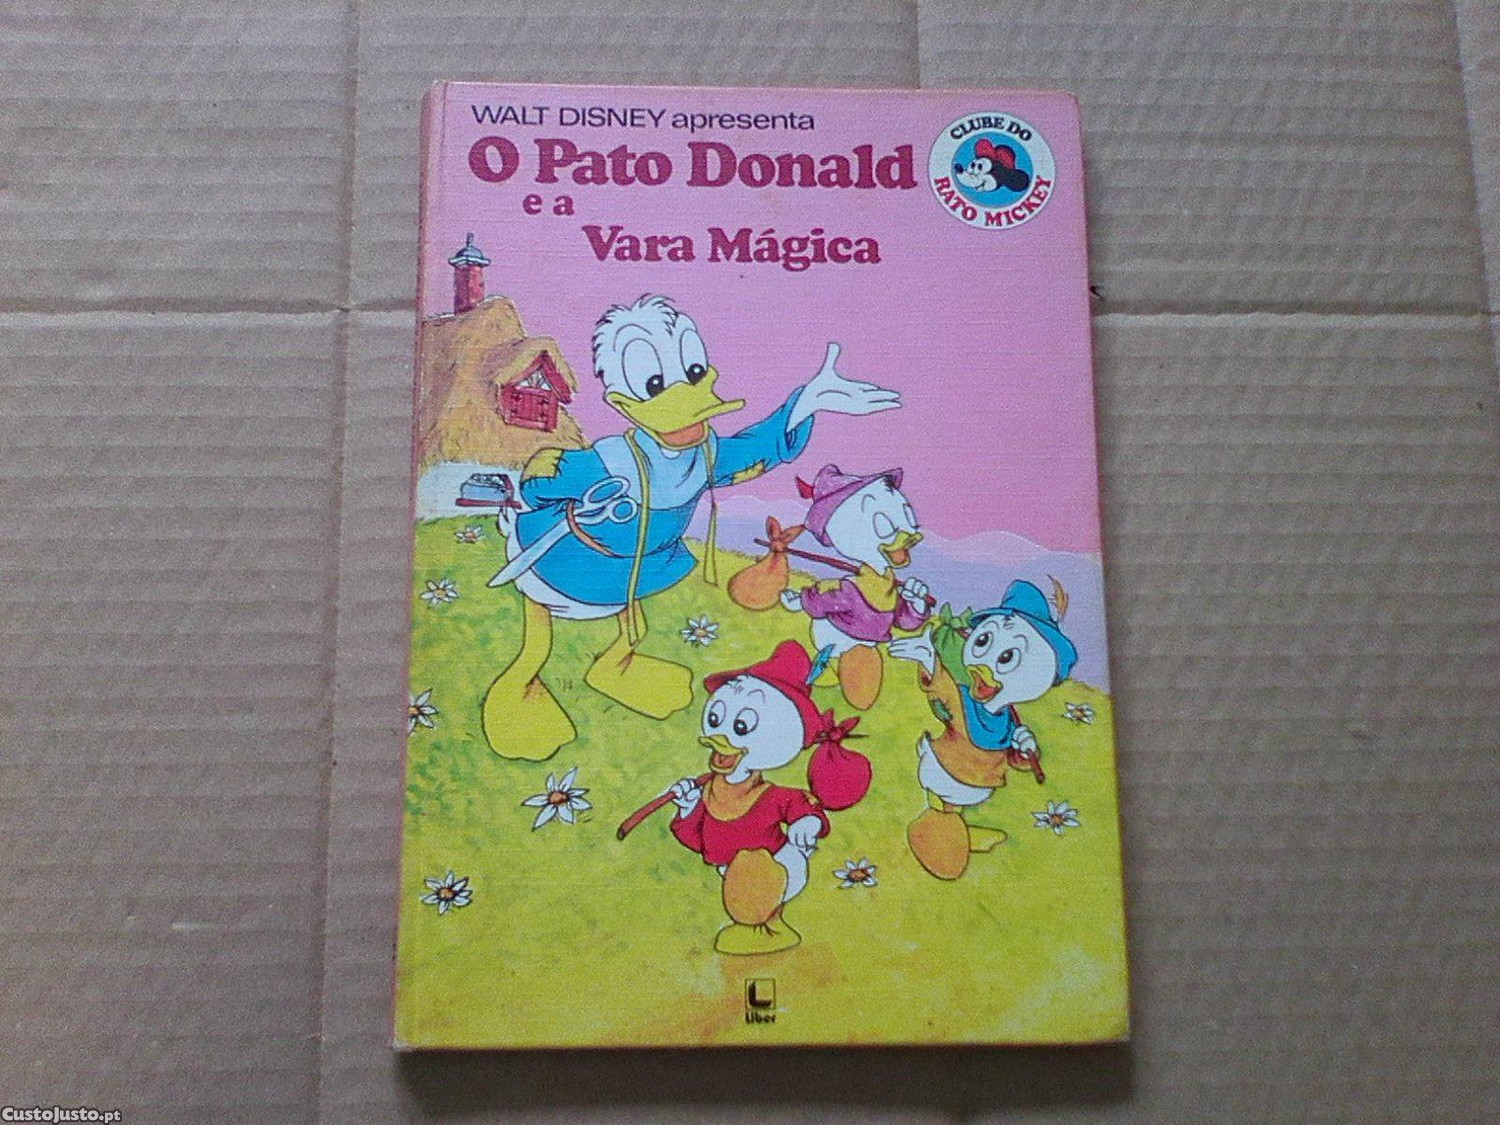 WALT DISNEY apresenta
O Pato Donald
e a
Vara Mágica
CLUBE DO
RATO MICKEY
L
Liber
CustoJusto.pt